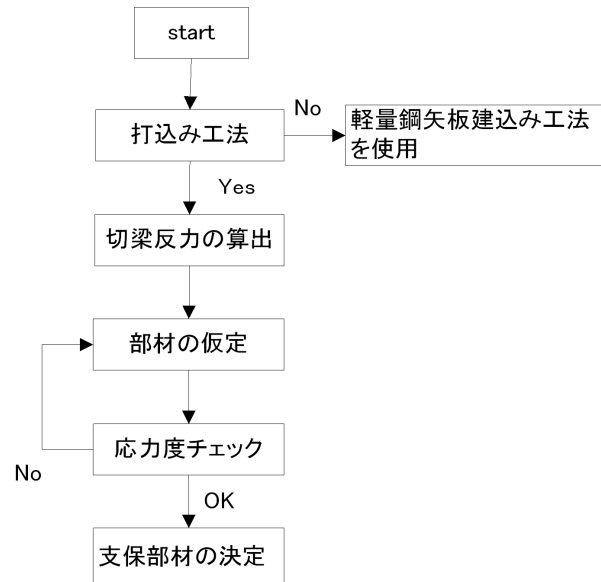 start
打込み工法
No
軽量鋼矢板建込み工法
を使用
Yes
切梁反力の算出
部材の仮定
応力度チェック
No
OK
支保部材の決定